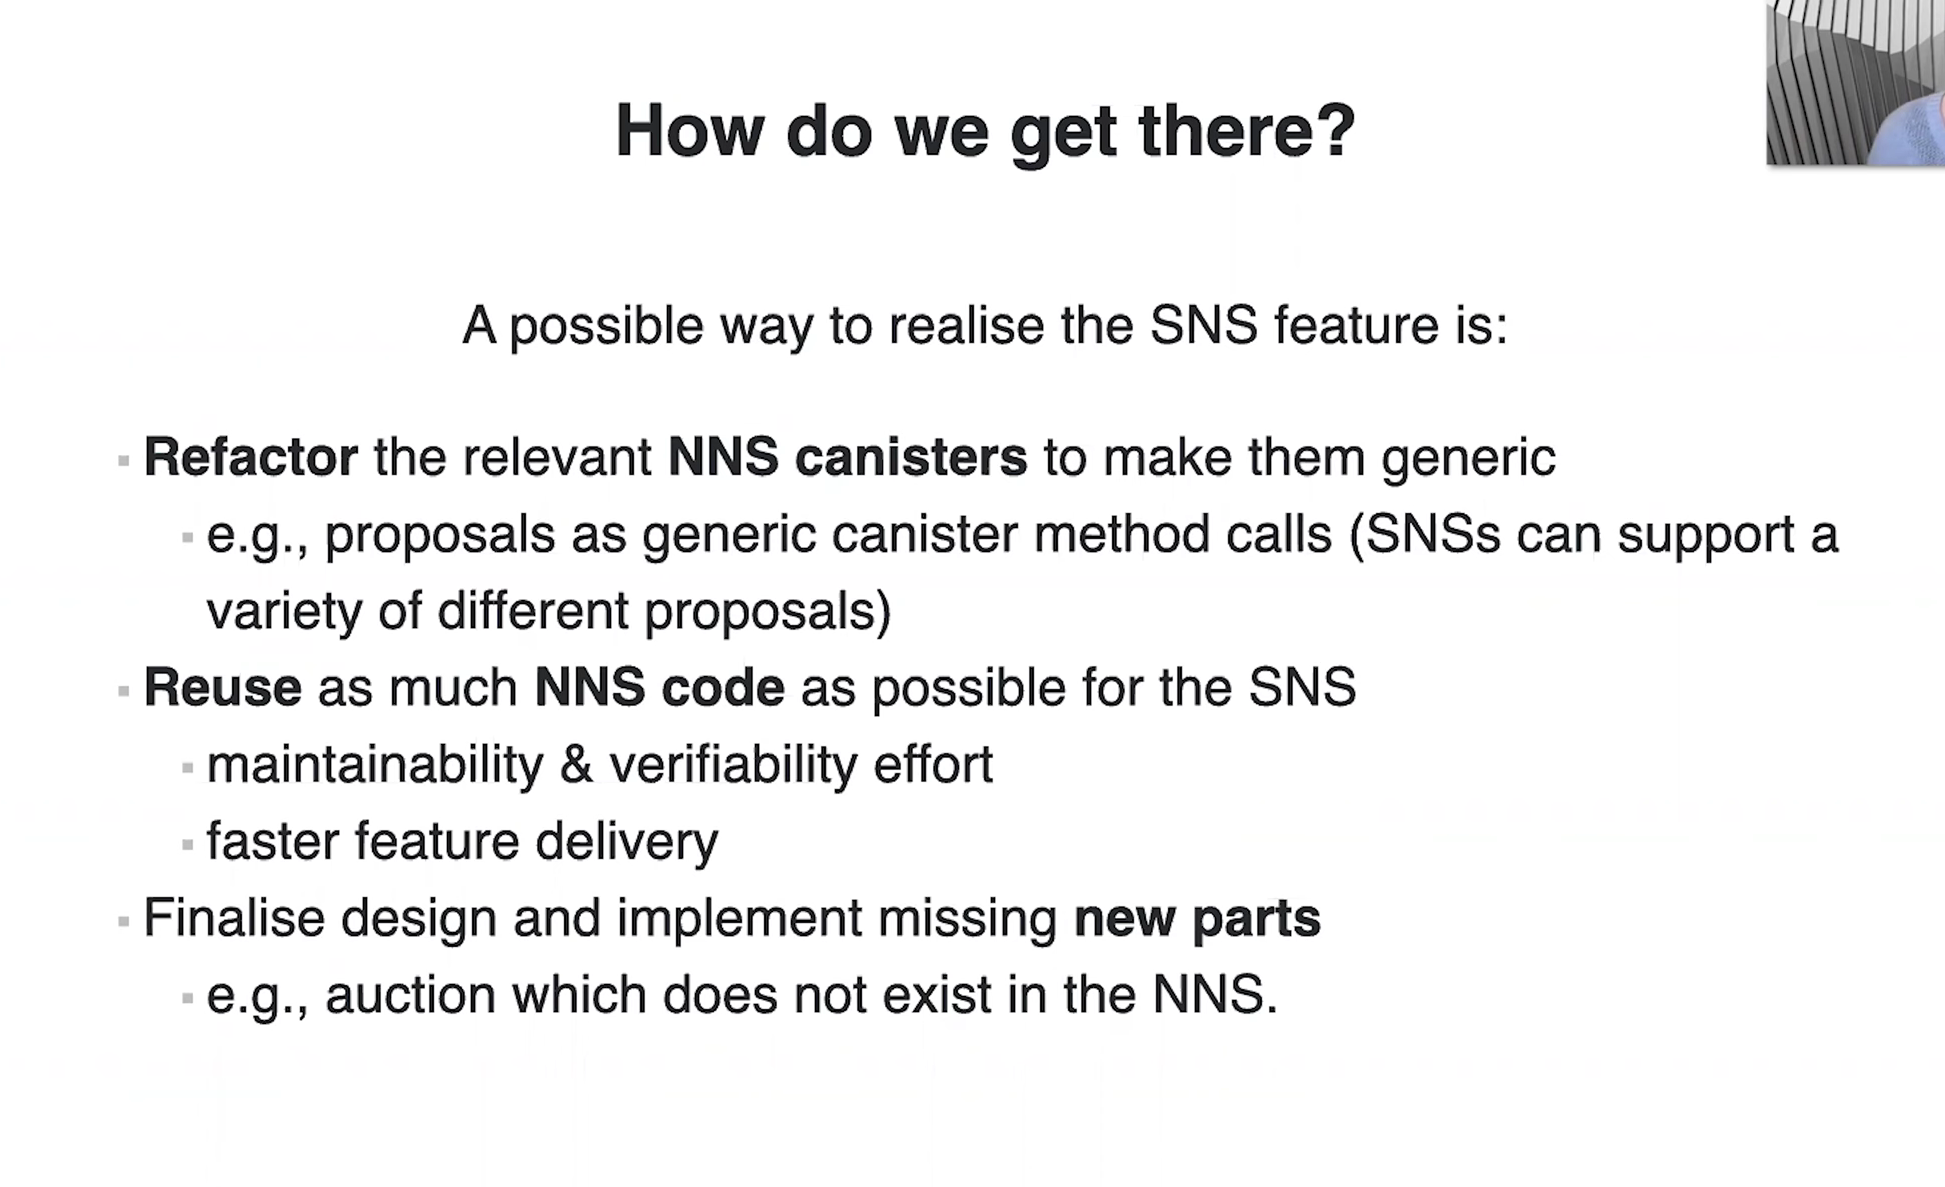 How do we get there?
A possible way to realise the SNS feature is:
▪ Refactor the relevant NNS canisters to make them generic
▪ e.g., proposals as generic canister method calls (SNSs can support a
variety of different proposals)
▪ Reuse as much NNS code as possible for the SNS
▪ maintainability & verifiability effort
▪ faster feature delivery
▪ Finalise design and implement missing new parts
▪ e.g., auction which does not exist in the NNS.